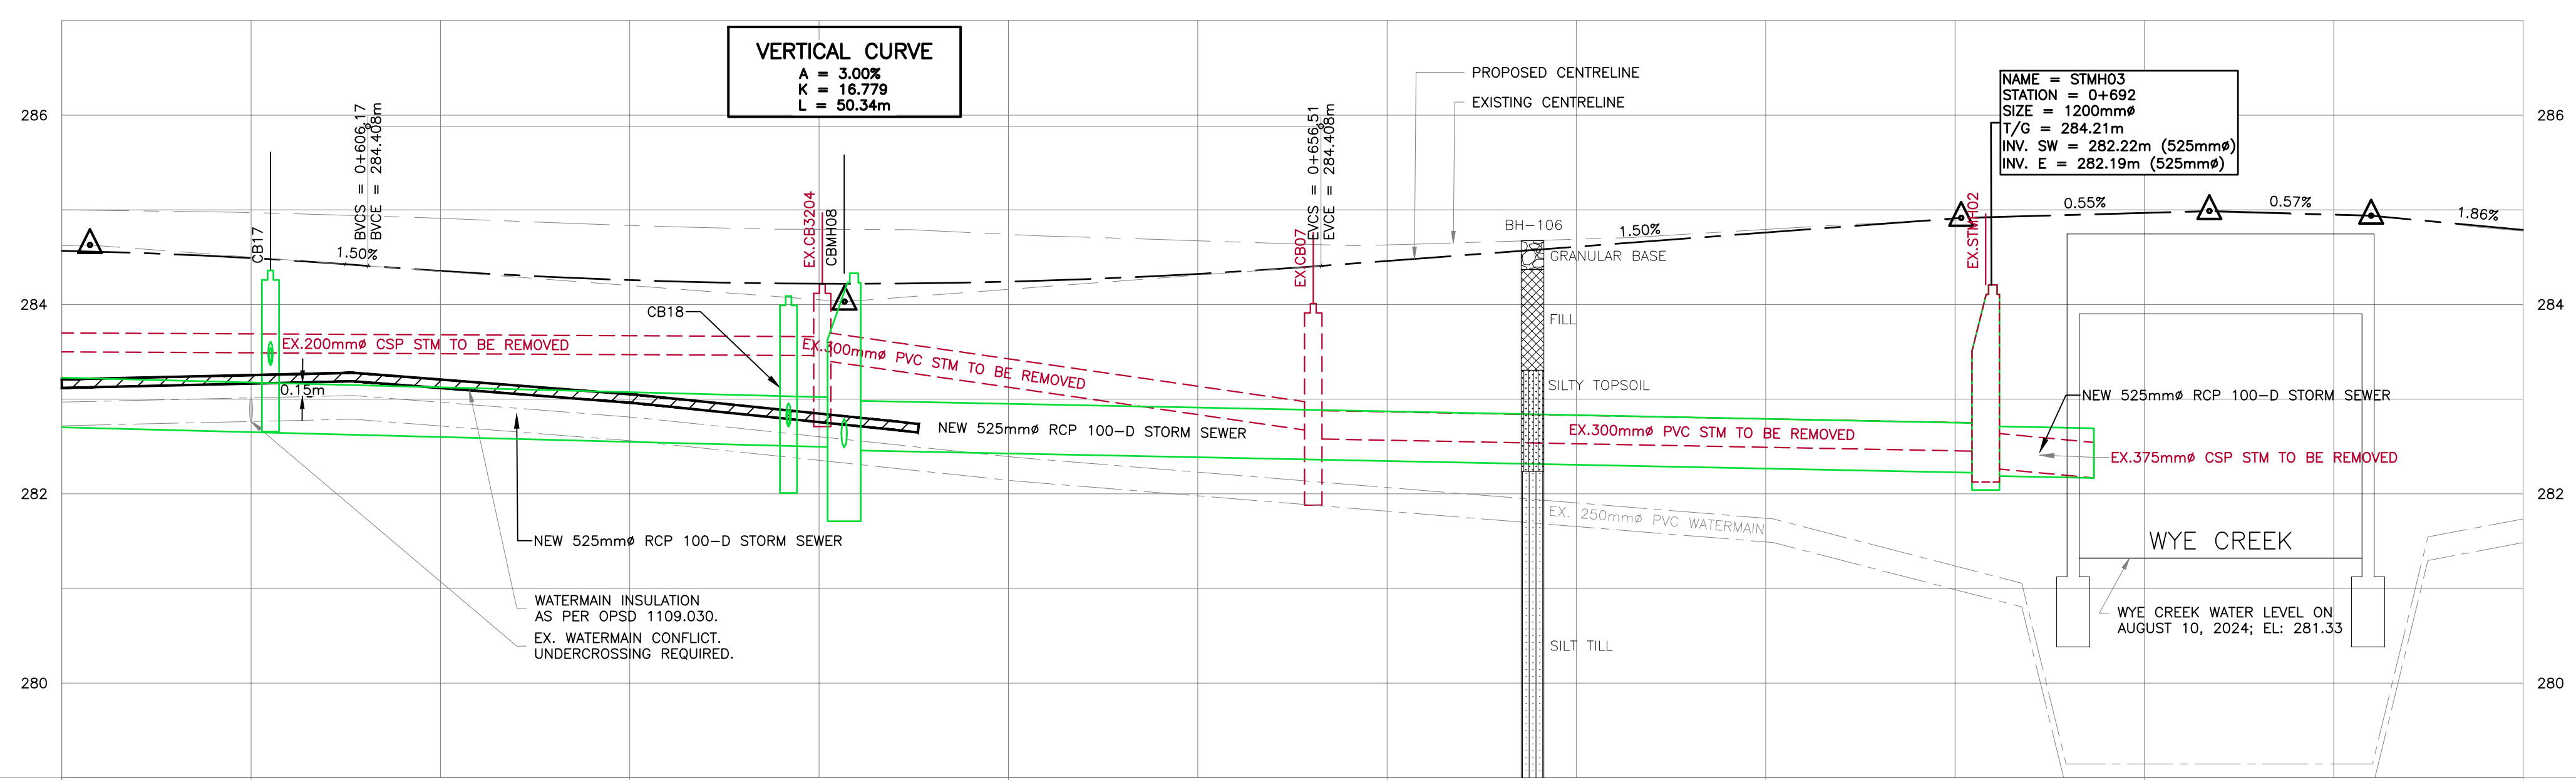 VERTICAL CURVE
A = 3.00%
K = 16.779
L = 50.34m
PROPOSED CENTRELINE
EXISTING CENTRELINE
NAME = STMH03
STATION = 0+692
SIZE = 1200mmø
T/G = 284.21m
INV. SW = 282.22m (525mmø)
INV. E = 282.19m (525mmø)
286
286
BVCS = 0+606.17
BVCE = 284.408m
EVCS = 0+656.51
EVCE = 284.408m
CB17
1.50%
EX.CB3204
CBMH08
EX.CB07
BH-106
1.50%
EX.STMH02
0.55%
0.57%
1.86%
GRANULAR BASE
284
284
CB18
FILL
EX.200mmø CSP STM TO BE REMOVED
EX.300mmø PVC STM TO BE REMOVED
0.15m
SILTY TOPSOIL
NEW 525mmø RCP 100-D STORM SEWER
NEW 525mmø RCP 100-D STORM SEWER
EX.300mmø PVC STM TO BE REMOVED
EX.375mmø CSP STM TO BE REMOVED
282
282
EX. 250mmø PVC WATERMAIN
NEW 525mmø RCP 100-D STORM SEWER
WYE CREEK
WATERMAIN INSULATION
AS PER OPSD 1109.030.
EX. WATERMAIN CONFLICT.
UNDERCROSSING REQUIRED.
WYE CREEK WATER LEVEL ON
AUGUST 10, 2024; EL: 281.33
SILT TILL
280
280